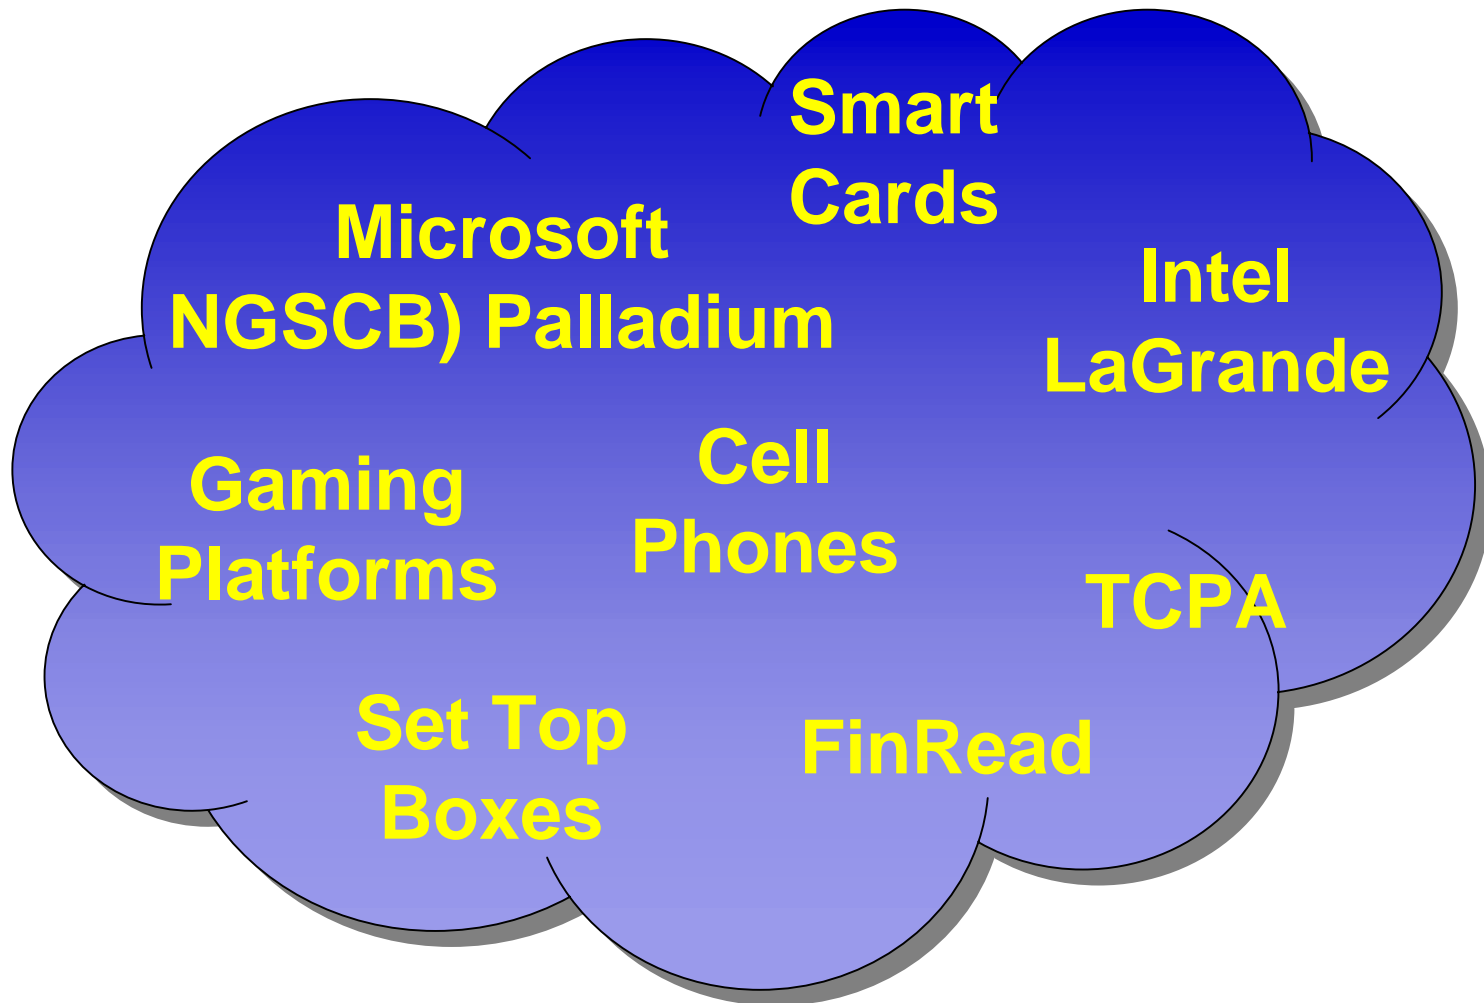 Smart
Cards
Microsoft
NGSCB) Palladium
Intel
LaGrande
Cell
Phones
Gaming
Platforms
TCPA
Set Top
Boxes
FinRead